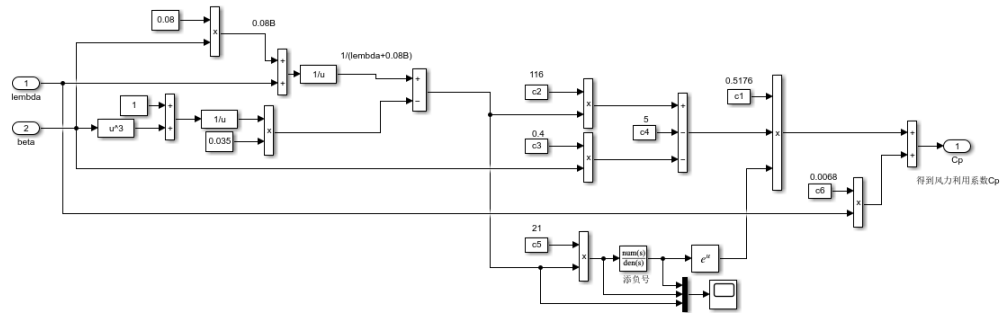 0.08
x
0.08B
+
+
1/u
1/(lembda+0.08B)
+
−
1
lembda
2
beta
1
u^3
+
+
1/u
0.035
x
116
c2
x
0.4
c3
x
5
c4
+
−
−
0.5176
c1
x
0.0068
c6
x
+
+
1
Cp
得到风力利用系数Cp
21
c5
x
num(s)
den(s)
添负号
e^u